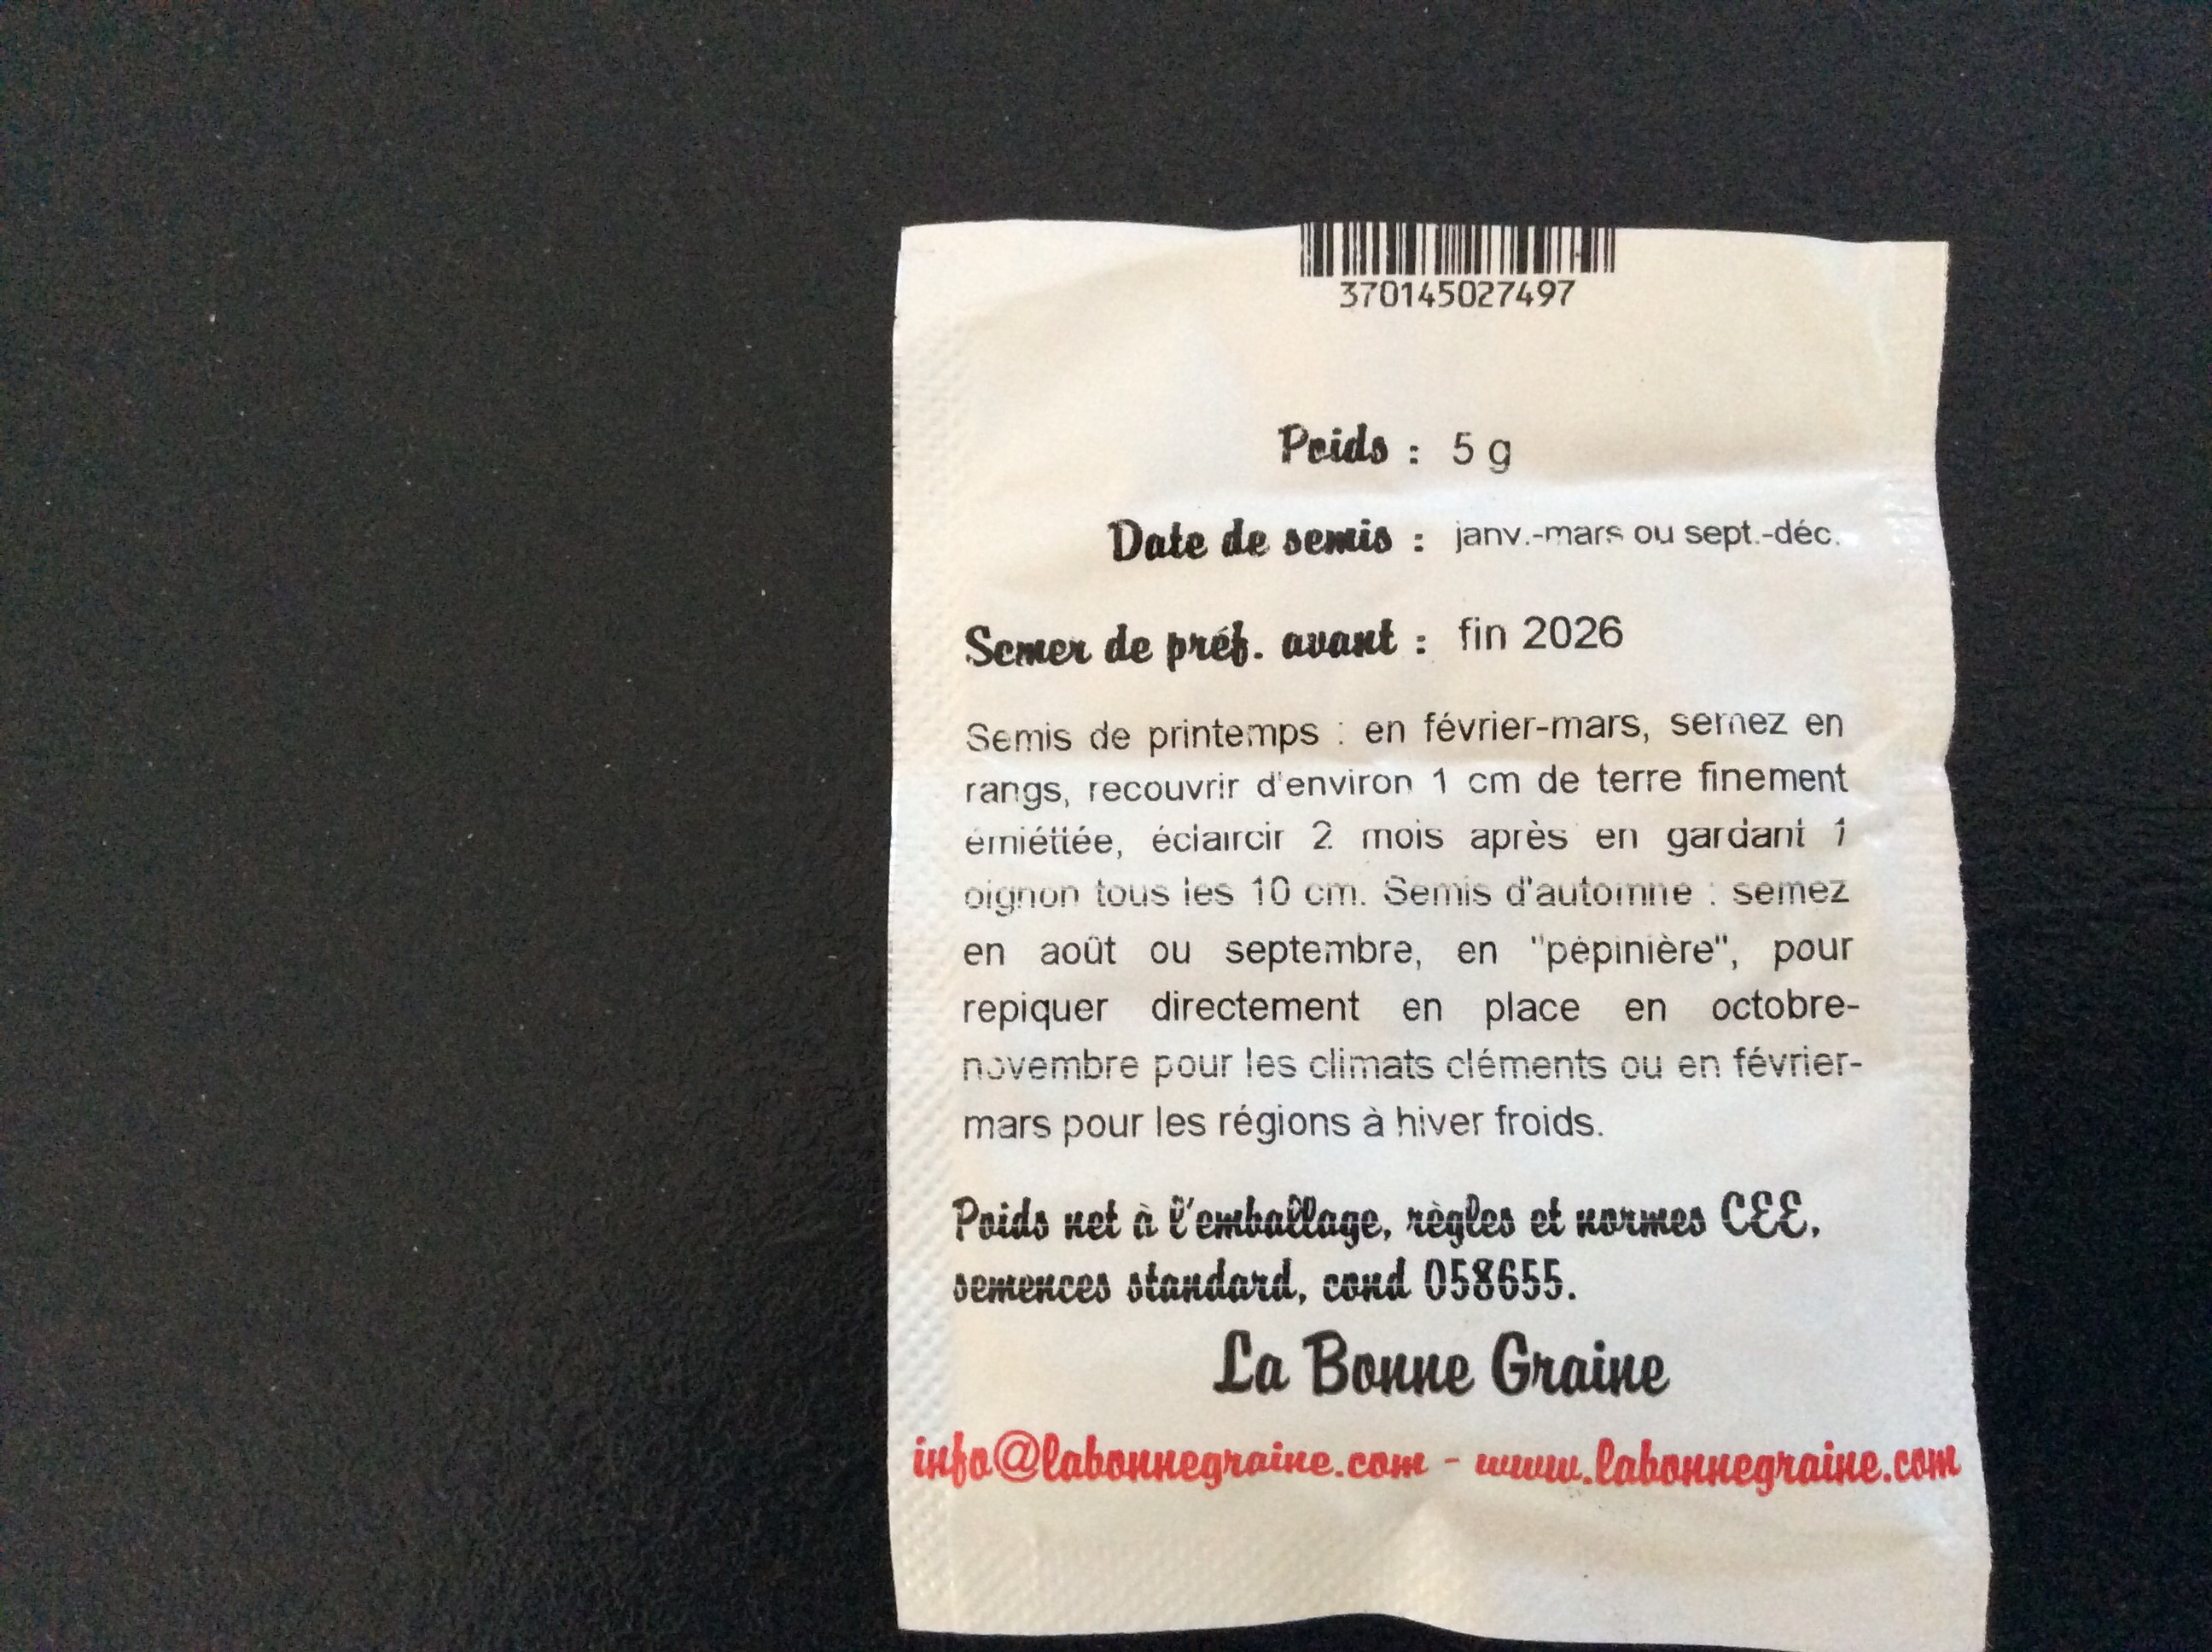 370145027497
Poids : 5 g
Date de semis : janv.-mars ou sept.-déc.
Semer de préf. avant : fin 2026
Semis de printemps : en février-mars, semez en
rangs, recouvrir d'environ 1 cm de terre finement
émiéttée, éclaircir 2 mois après en gardant 1
oignon tous les 10 cm. Semis d'automne : semez
en août ou septembre, en "pépinière", pour
repiquer directement en place en octobre-
novembre pour les climats cléments ou en février-
mars pour les régions à hiver froids.
Poids net à l'emballage, règles et normes CEE,
semences standard, cond 058655.
La Bonne Graine
info@labonnegraine.com - www.labonnegraine.com